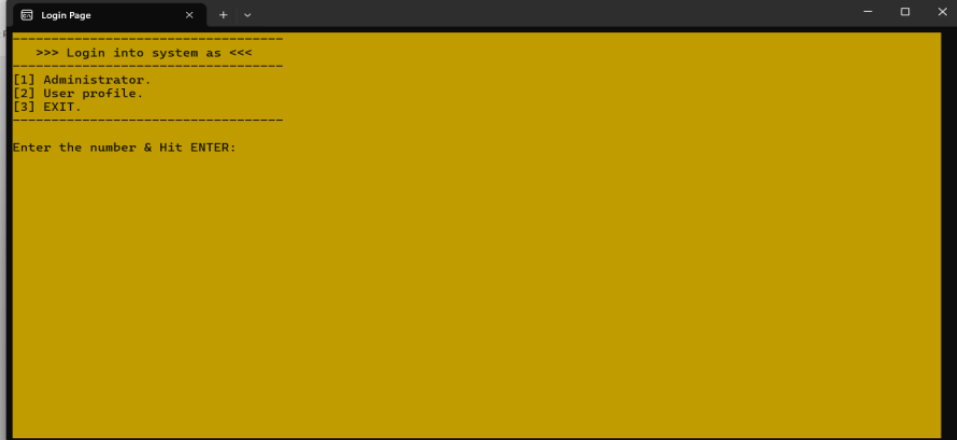 Login Page
-----------------------------------
>>> Login into system as <<<
-----------------------------------
[1] Administrator.
[2] User profile.
[3] EXIT.
-----------------------------------
Enter the number & Hit ENTER: